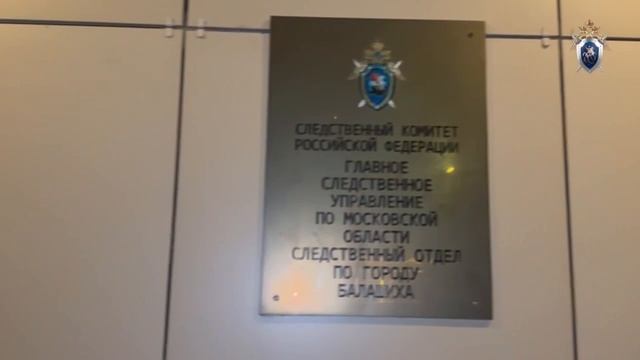 СЛЕДСТВЕННЫЙ КОМИТЕТ
РОССИЙСКОЙ ФЕДЕРАЦИИ
ГЛАВНОЕ
СЛЕДСТВЕННОЕ
УПРАВЛЕНИЕ
ПО МОСКОВСКОЙ
ОБЛАСТИ
СЛЕДСТВЕННЫЙ ОТДЕЛ
ПО ГОРОДУ
БАЛАШИХА